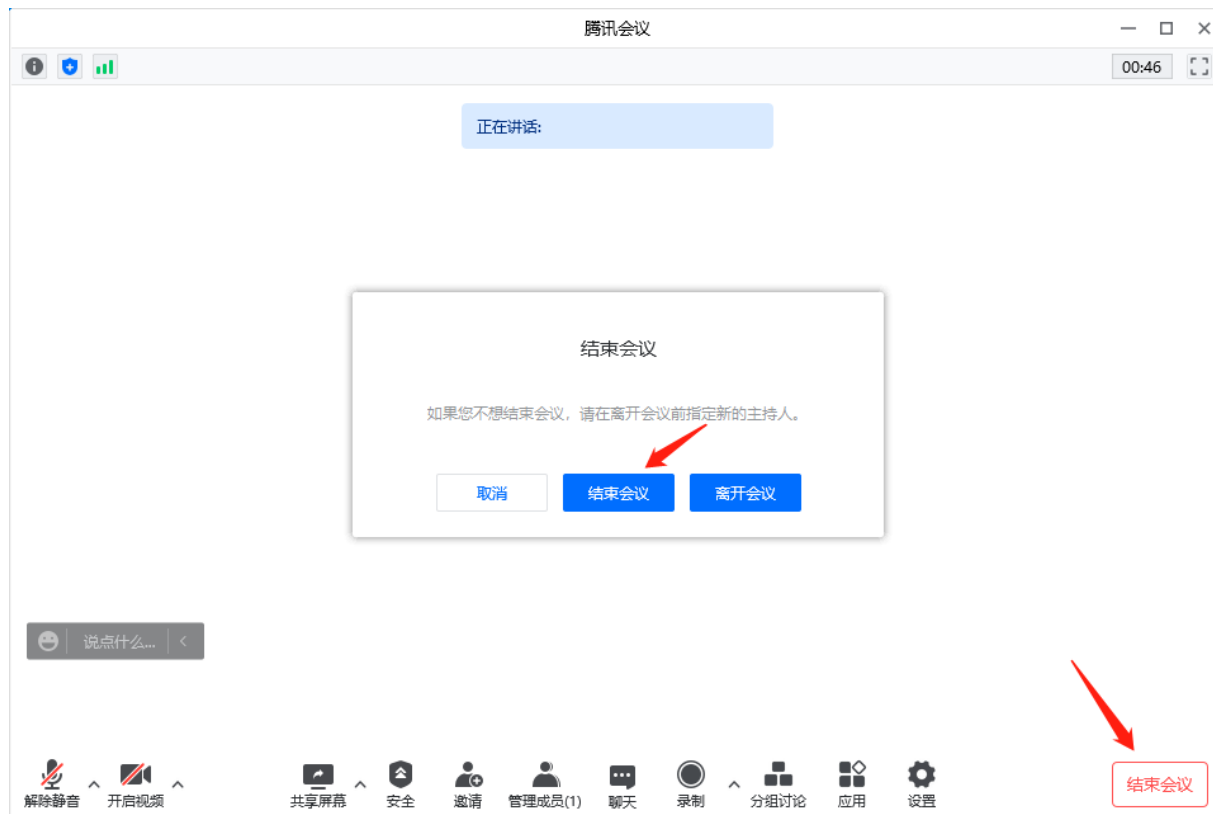 腾讯会议
00:46
正在讲话:
结束会议
如果您不想结束会议，请在离开会议前指定新的主持人。
取消 结束会议 离开会议
说点什么...
解除静音 开启视频 共享屏幕 安全 邀请 管理成员(1) 聊天 录制 分组讨论 应用 设置 结束会议